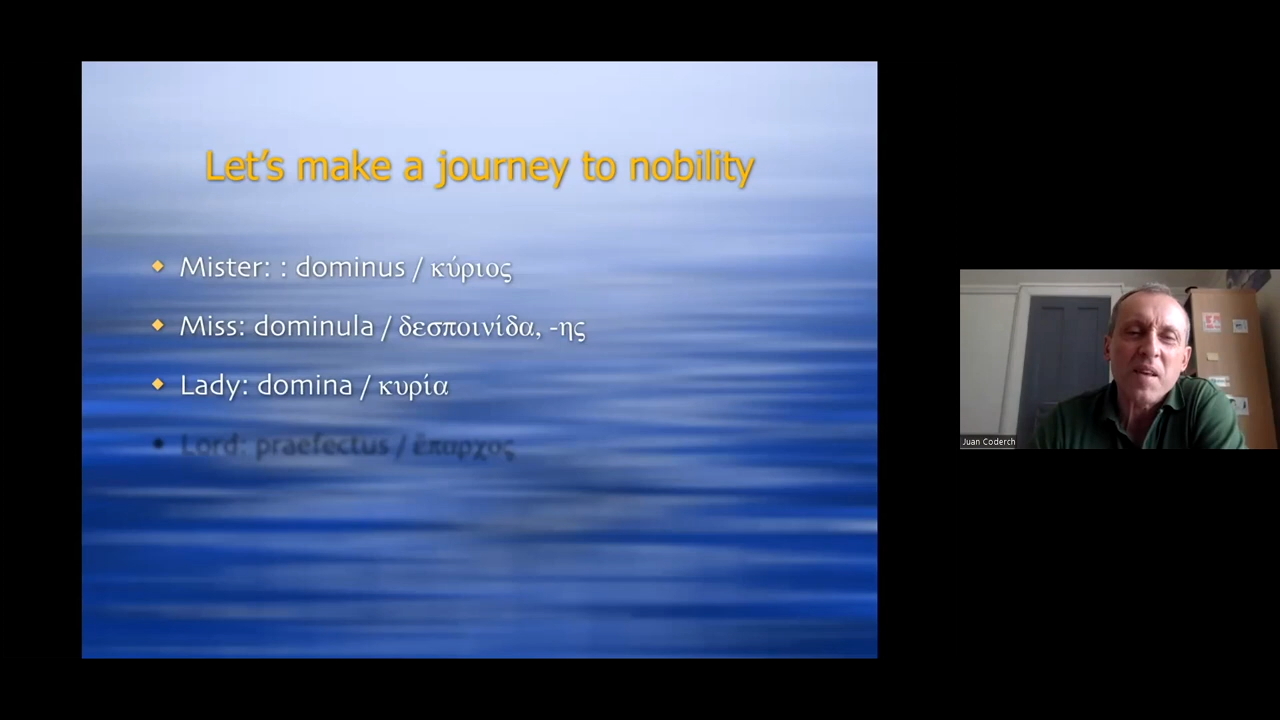 Let's make a journey to nobility
Mister: : dominus / κύριος
Miss: dominula / δεσποινίδα, -ης
Lady: domina / κυρία
Lord: praefectus / ἔπαρχος
Juan Coderch